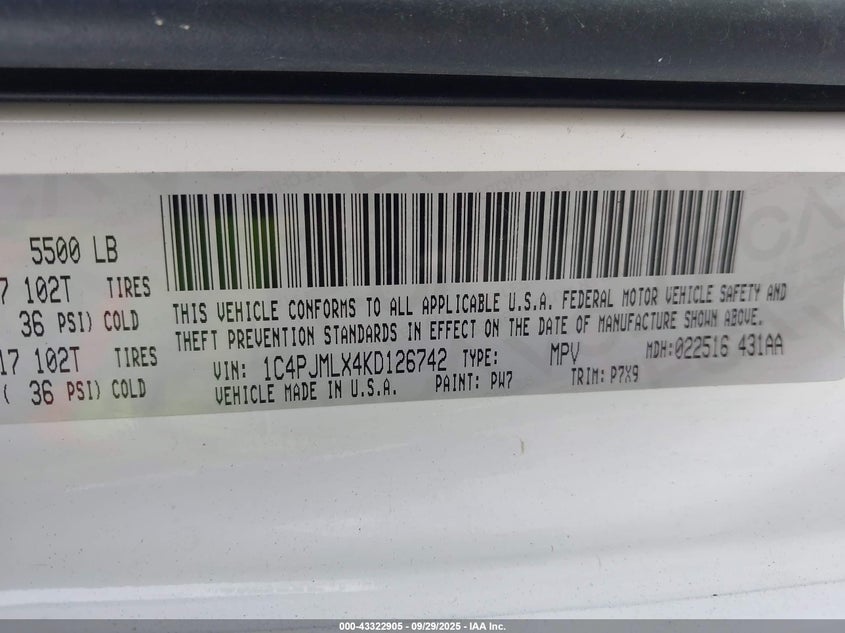 5500 LB
7 102T TIRES
36 PSI) COLD
17 102T TIRES
( 36 PSI) COLD
THIS VEHICLE CONFORMS TO ALL APPLICABLE U.S.A. FEDERAL MOTOR VEHICLE SAFETY AND
THEFT PREVENTION STANDARDS IN EFFECT ON THE DATE OF MANUFACTURE SHOWN ABOVE.
VIN: 1C4PJMLX4KD126742 TYPE: MPV MDH:022516 431AA
VEHICLE MADE IN U.S.A. PAINT: PW7 TRIM: P7X9
000-43322905 - 09/29/2025 - IAA Inc.